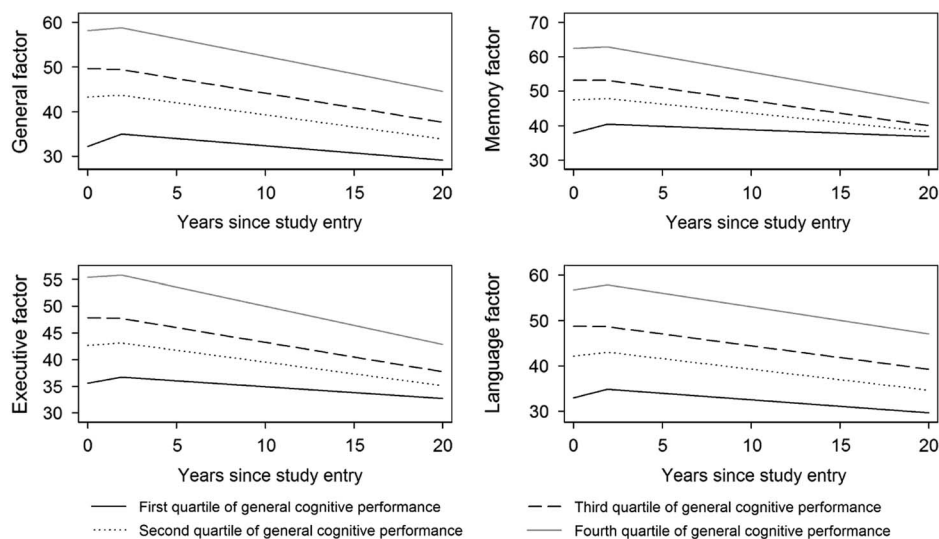 General factor
60
50
40
30
0 5 10 15 20
Years since study entry
Memory factor
70
60
50
40
30
0 5 10 15 20
Years since study entry
Executive factor
55
50
45
40
35
30
0 5 10 15 20
Years since study entry
Language factor
60
50
40
30
0 5 10 15 20
Years since study entry
First quartile of general cognitive performance
Second quartile of general cognitive performance
Third quartile of general cognitive performance
Fourth quartile of general cognitive performance